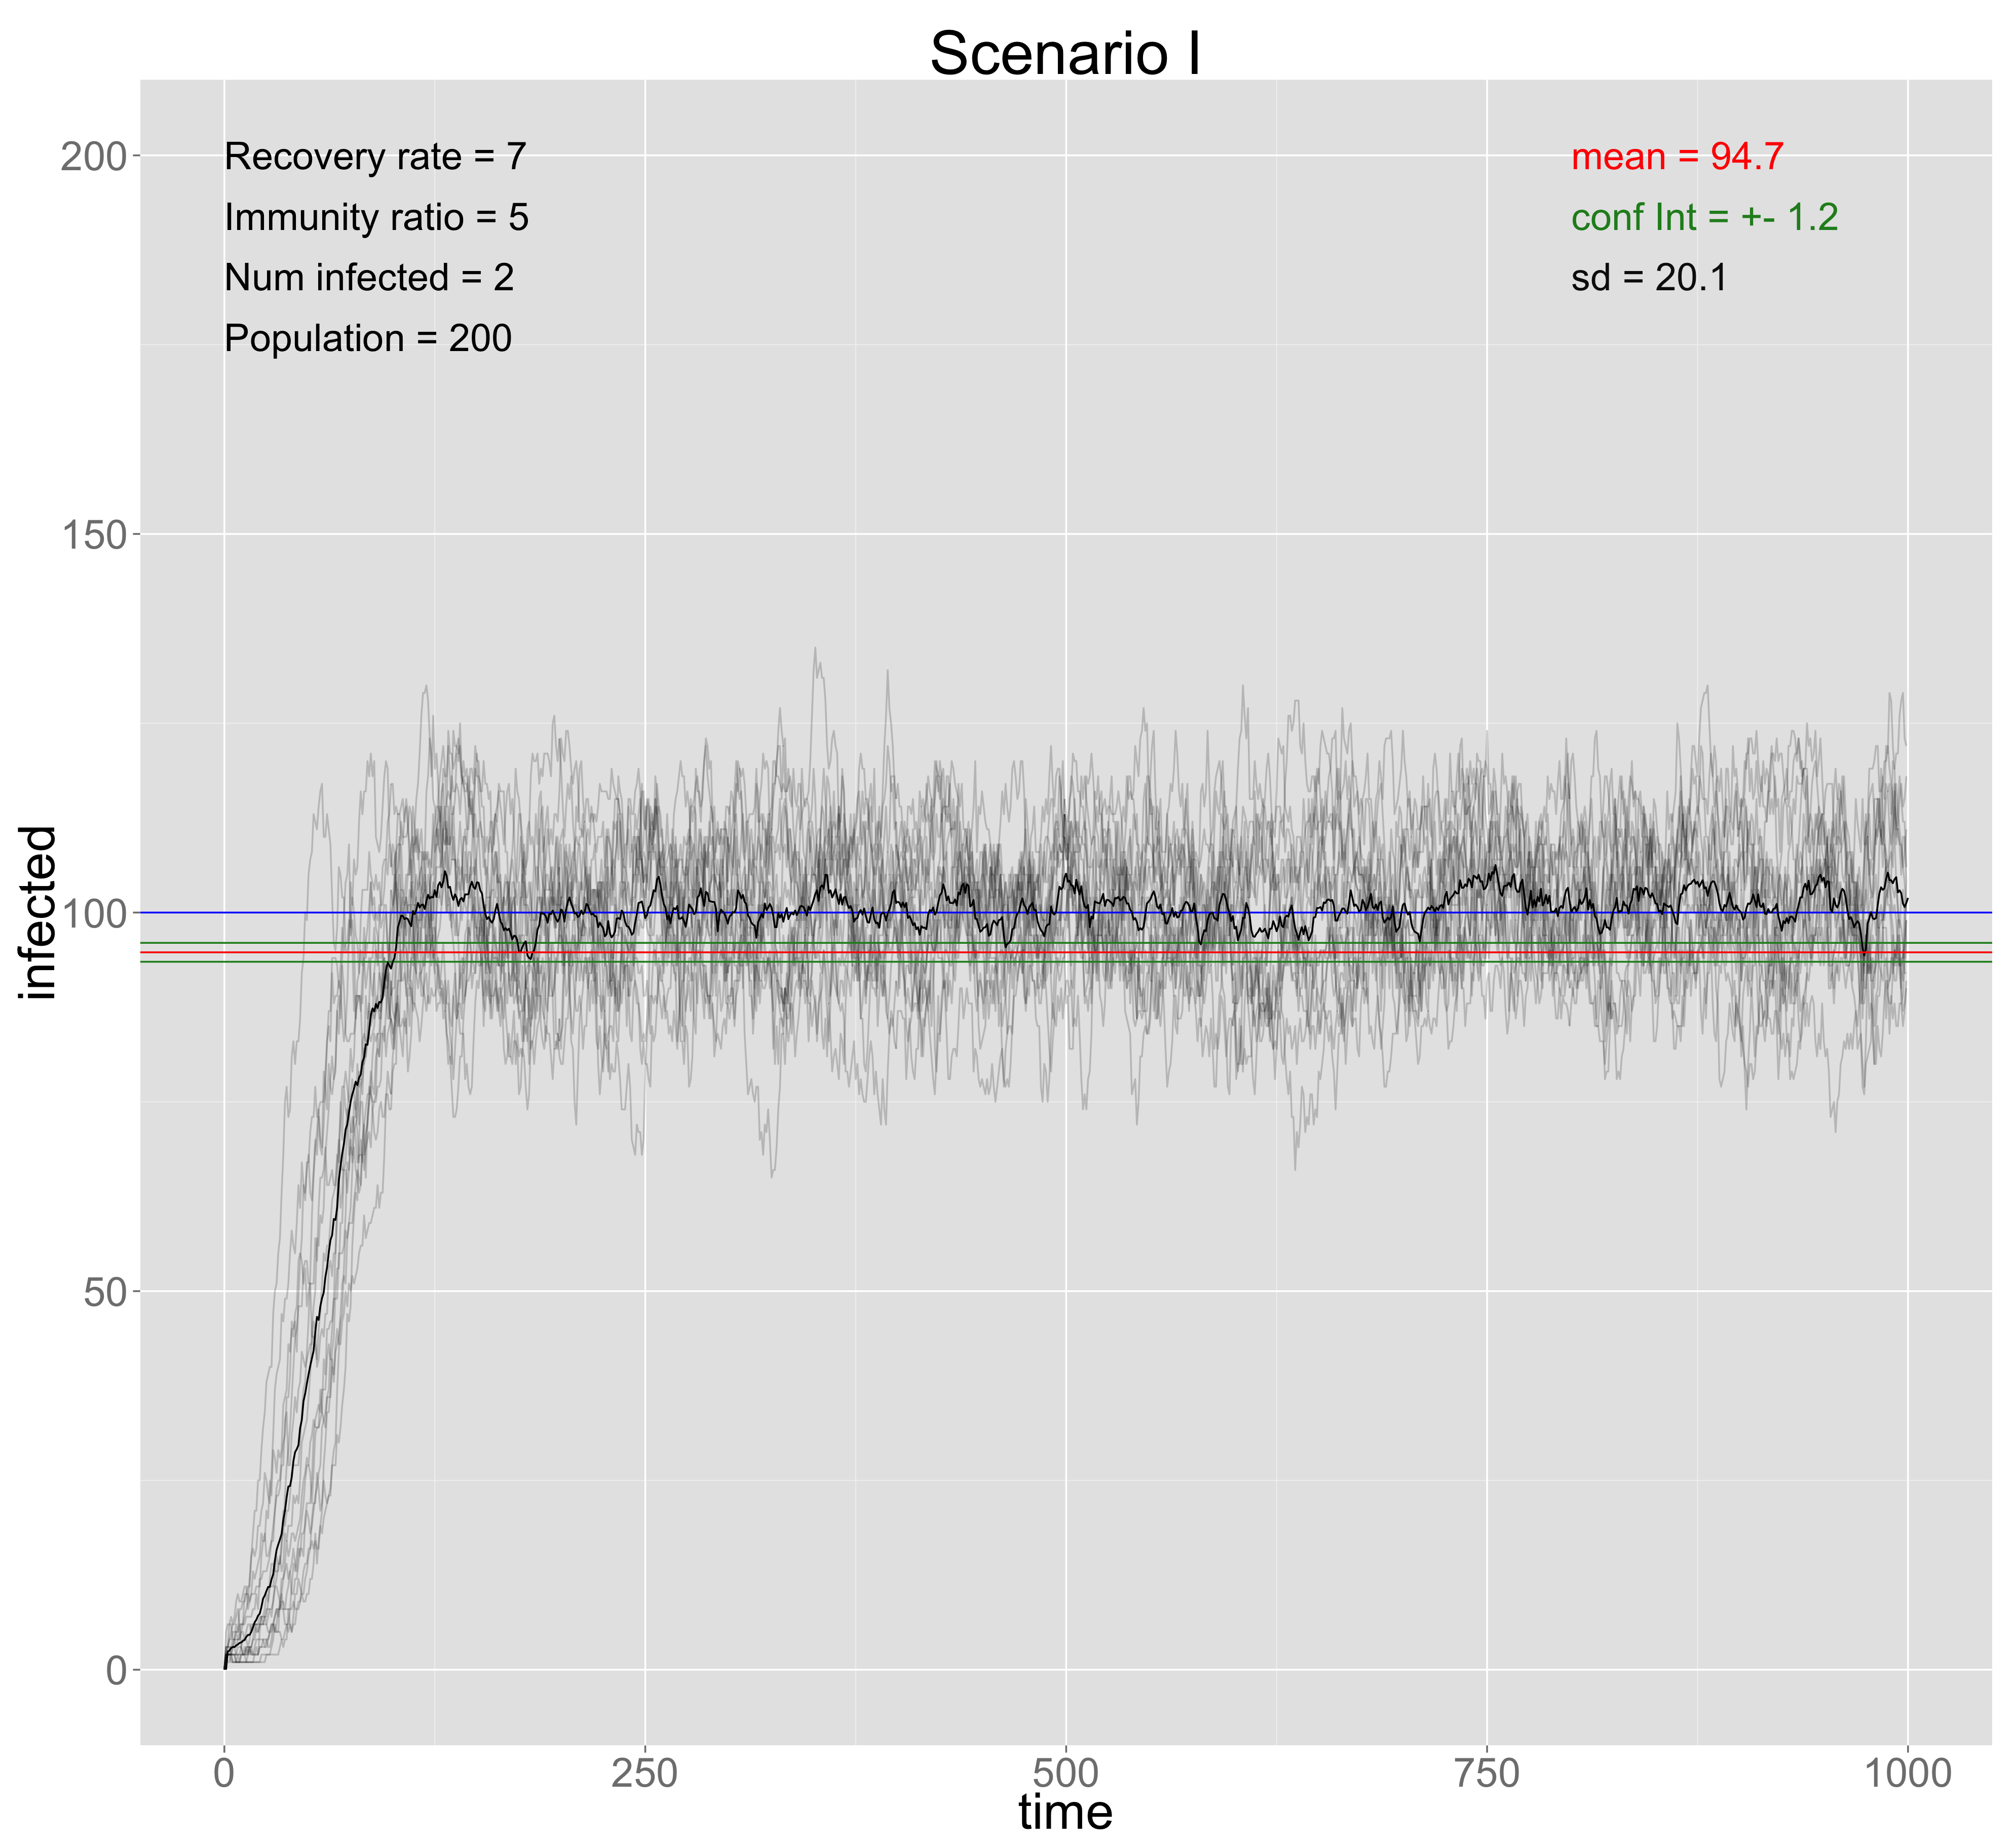 Scenario I
Recovery rate = 7
Immunity ratio = 5
Num infected = 2
Population = 200
mean = 94.7
conf Int = +- 1.2
sd = 20.1
infected
200
150
100
50
0
0 250 500 750 1000
time